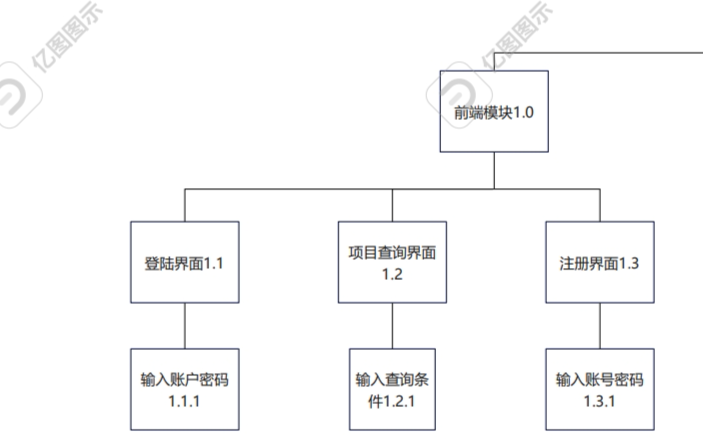 亿图图示
亿图图示
前端模块1.0
登陆界面1.1
项目查询界面
1.2
注册界面1.3
输入账户密码
1.1.1
输入查询条
件1.2.1
输入账号密码
1.3.1